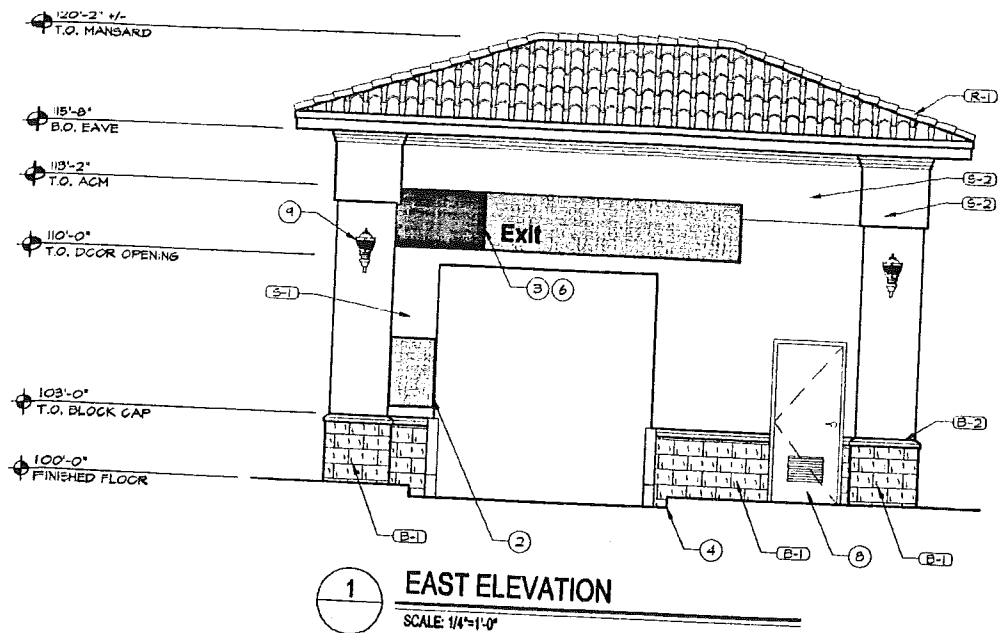 120'-2" +/-
T.O. MANSARD
R-1
115'-8"
B.O. EAVE
113'-2"
T.O. ACM
S-2
S-2
9
110'-0"
T.O. DOOR OPENING
Exit
3 6
S-1
103'-0"
T.O. BLOCK CAP
B-2
100'-0"
FINISHED FLOOR
B-1
2
4
B-1
8
B-1
1
EAST ELEVATION
SCALE: 1/4"=1'-0"